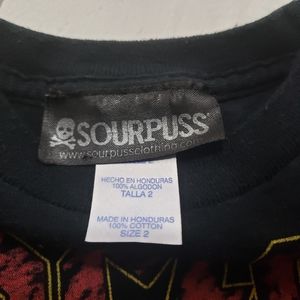 SOURPUSS
www.sourpussclothing.com
HECHO EN HONDURAS
100% ALGODON
TALLA 2
MADE IN HONDURAS
100% COTTON
SIZE 2